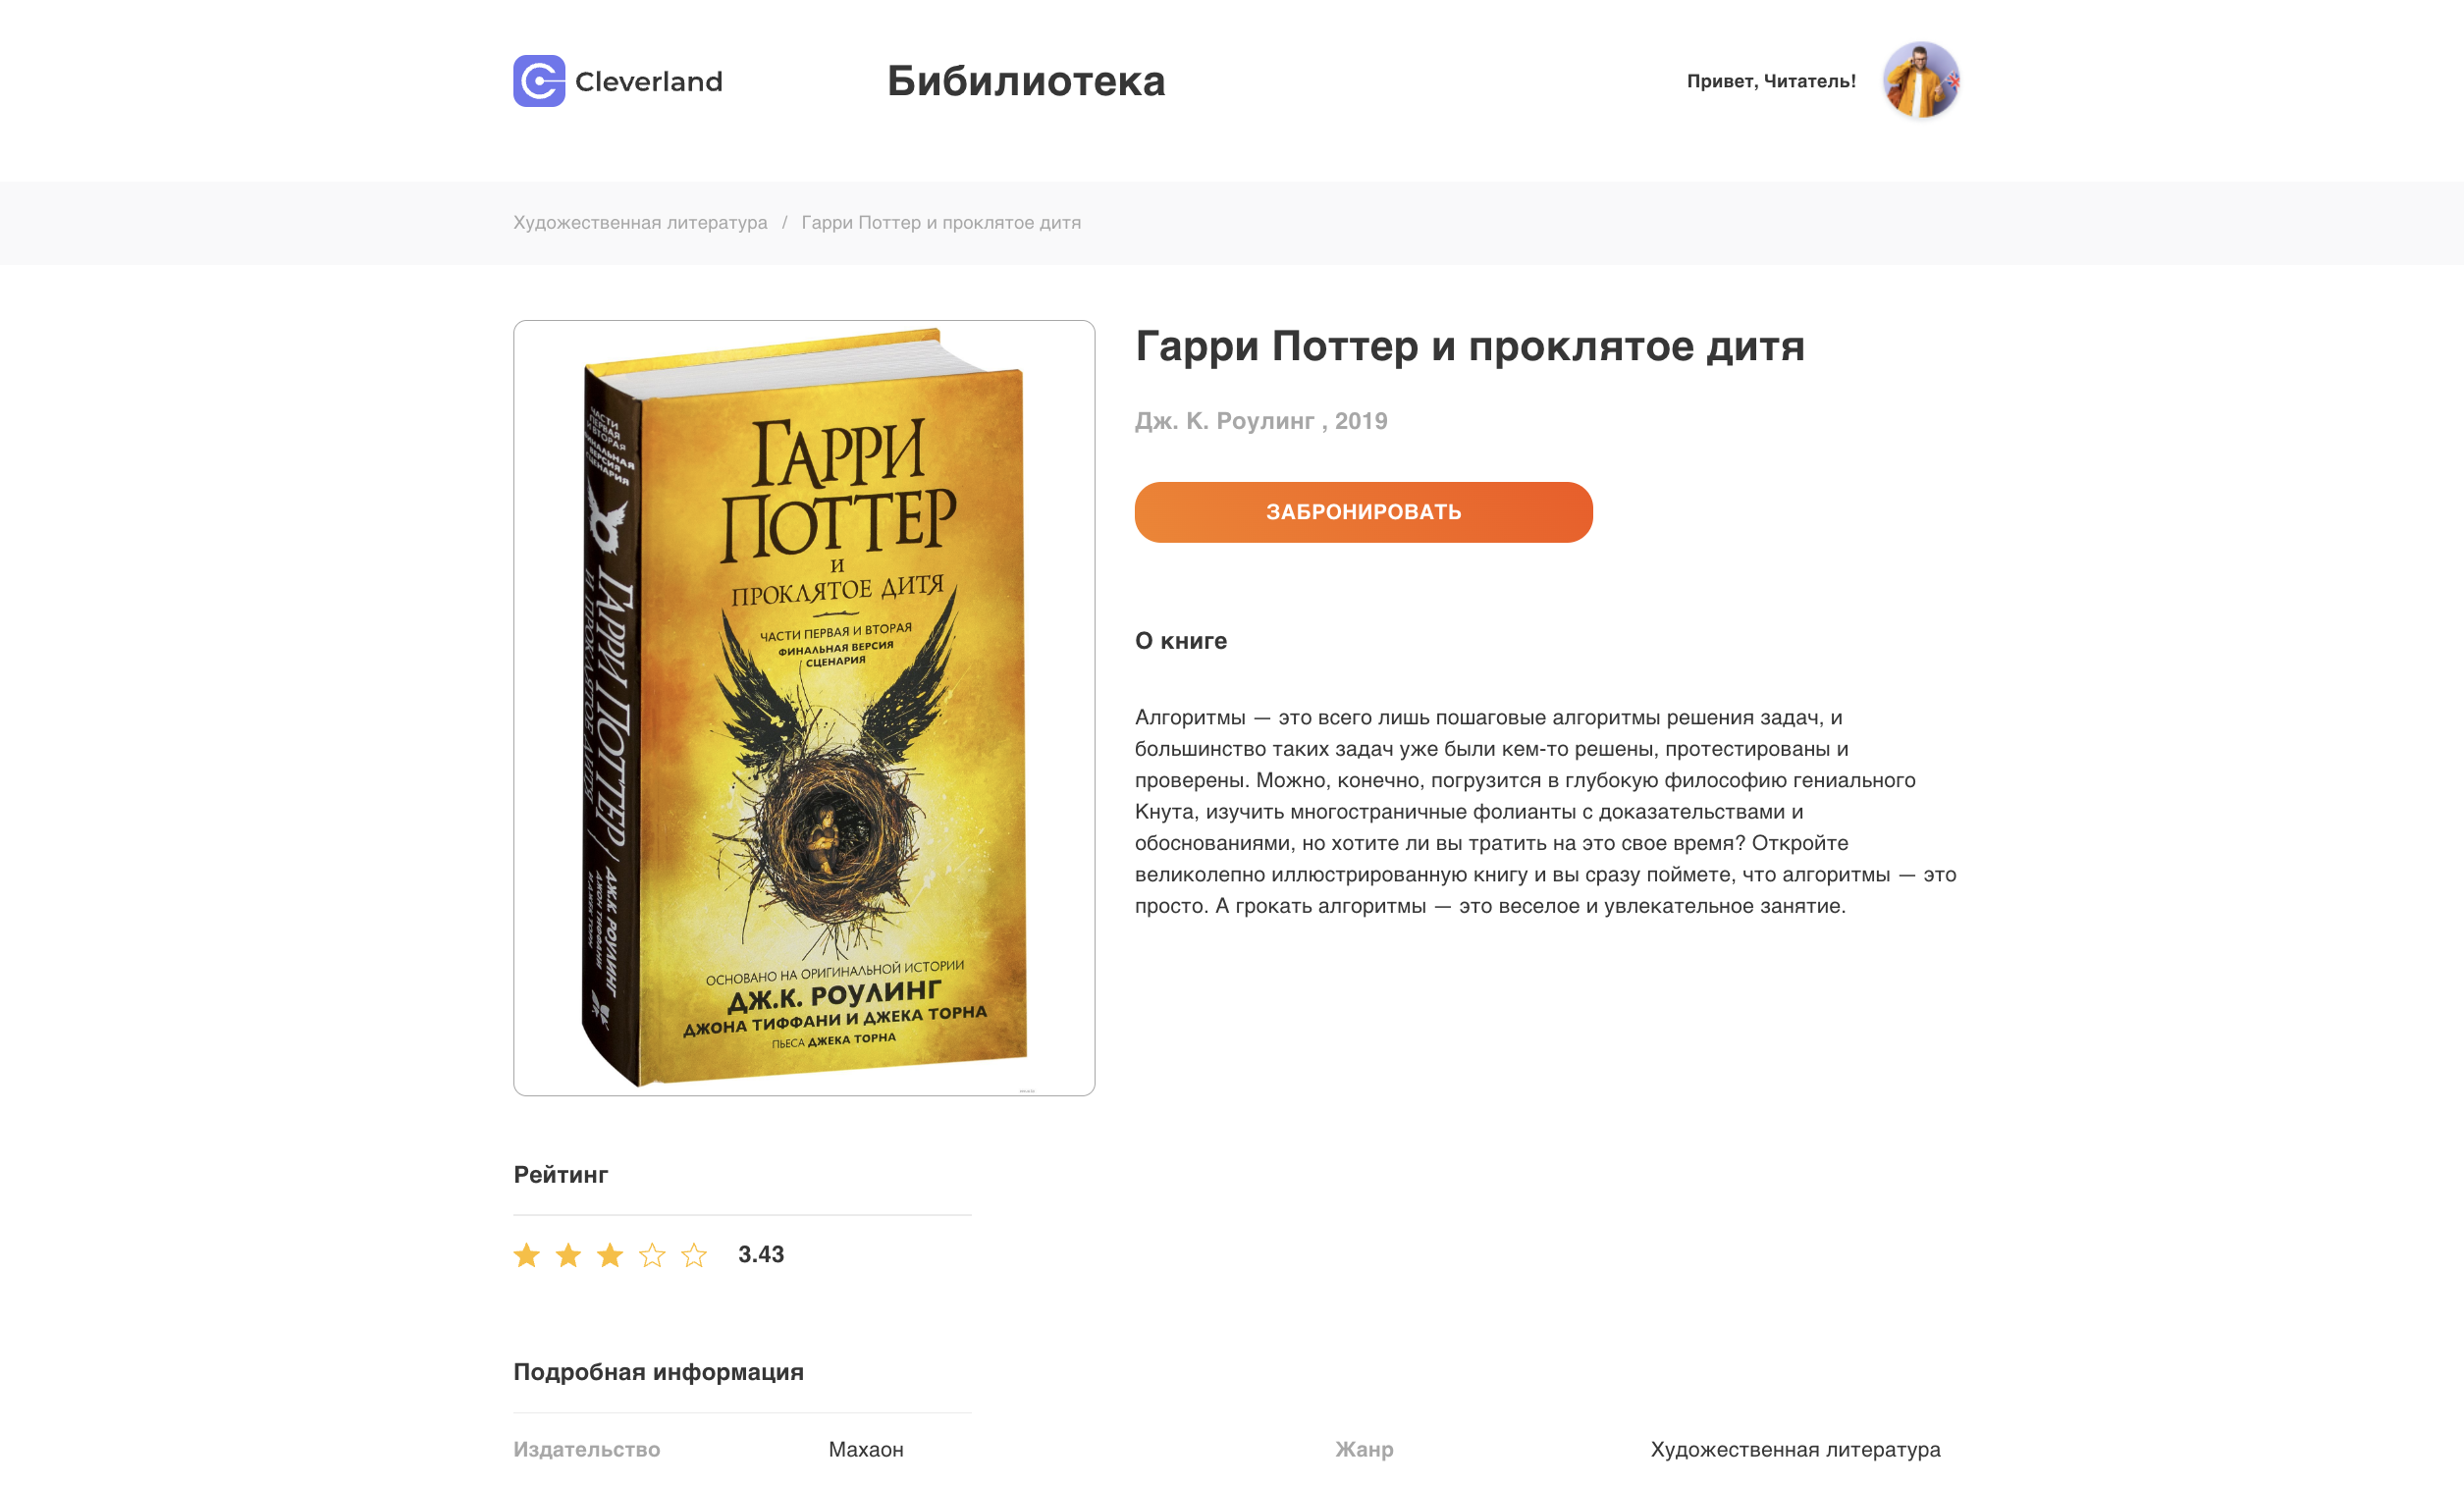 Cleverland
Бибилиотека
Привет, Читатель!
Художественная литература / Гарри Поттер и проклятое дитя
ЧАСТИ
ПЕРВАЯ
И ВТОРАЯ
ФИНАЛЬНАЯ
ВЕРСИЯ
СЦЕНАРИЯ
ГАРРИ ПОТТЕР
И ПРОКЛЯТОЕ ДИТЯ
ДЖ.К. РОУЛИНГ
ДЖОН ТИФФАНИ
И ДЖЕК ТОРН
ГАРРИ
ПОТТЕР
И
ПРОКЛЯТОЕ ДИТЯ
ЧАСТИ ПЕРВАЯ И ВТОРАЯ
ФИНАЛЬНАЯ ВЕРСИЯ
СЦЕНАРИЯ
ОСНОВАНО НА ОРИГИНАЛЬНОЙ ИСТОРИИ
ДЖ.К. РОУЛИНГ
ДЖОНА ТИФФАНИ И ДЖЕКА ТОРНА
ПЬЕСА ДЖЕКА ТОРНА
Гарри Поттер и проклятое дитя
Дж. К. Роулинг , 2019
ЗАБРОНИРОВАТЬ
О книге
Алгоритмы — это всего лишь пошаговые алгоритмы решения задач, и
большинство таких задач уже были кем-то решены, протестированы и
проверены. Можно, конечно, погрузится в глубокую философию гениального
Кнута, изучить многостраничные фолианты с доказательствами и
обоснованиями, но хотите ли вы тратить на это свое время? Откройте
великолепно иллюстрированную книгу и вы сразу поймете, что алгоритмы — это
просто. А грокать алгоритмы — это веселое и увлекательное занятие.
Рейтинг
3.43
Подробная информация
Издательство Махаон
Жанр Художественная литература